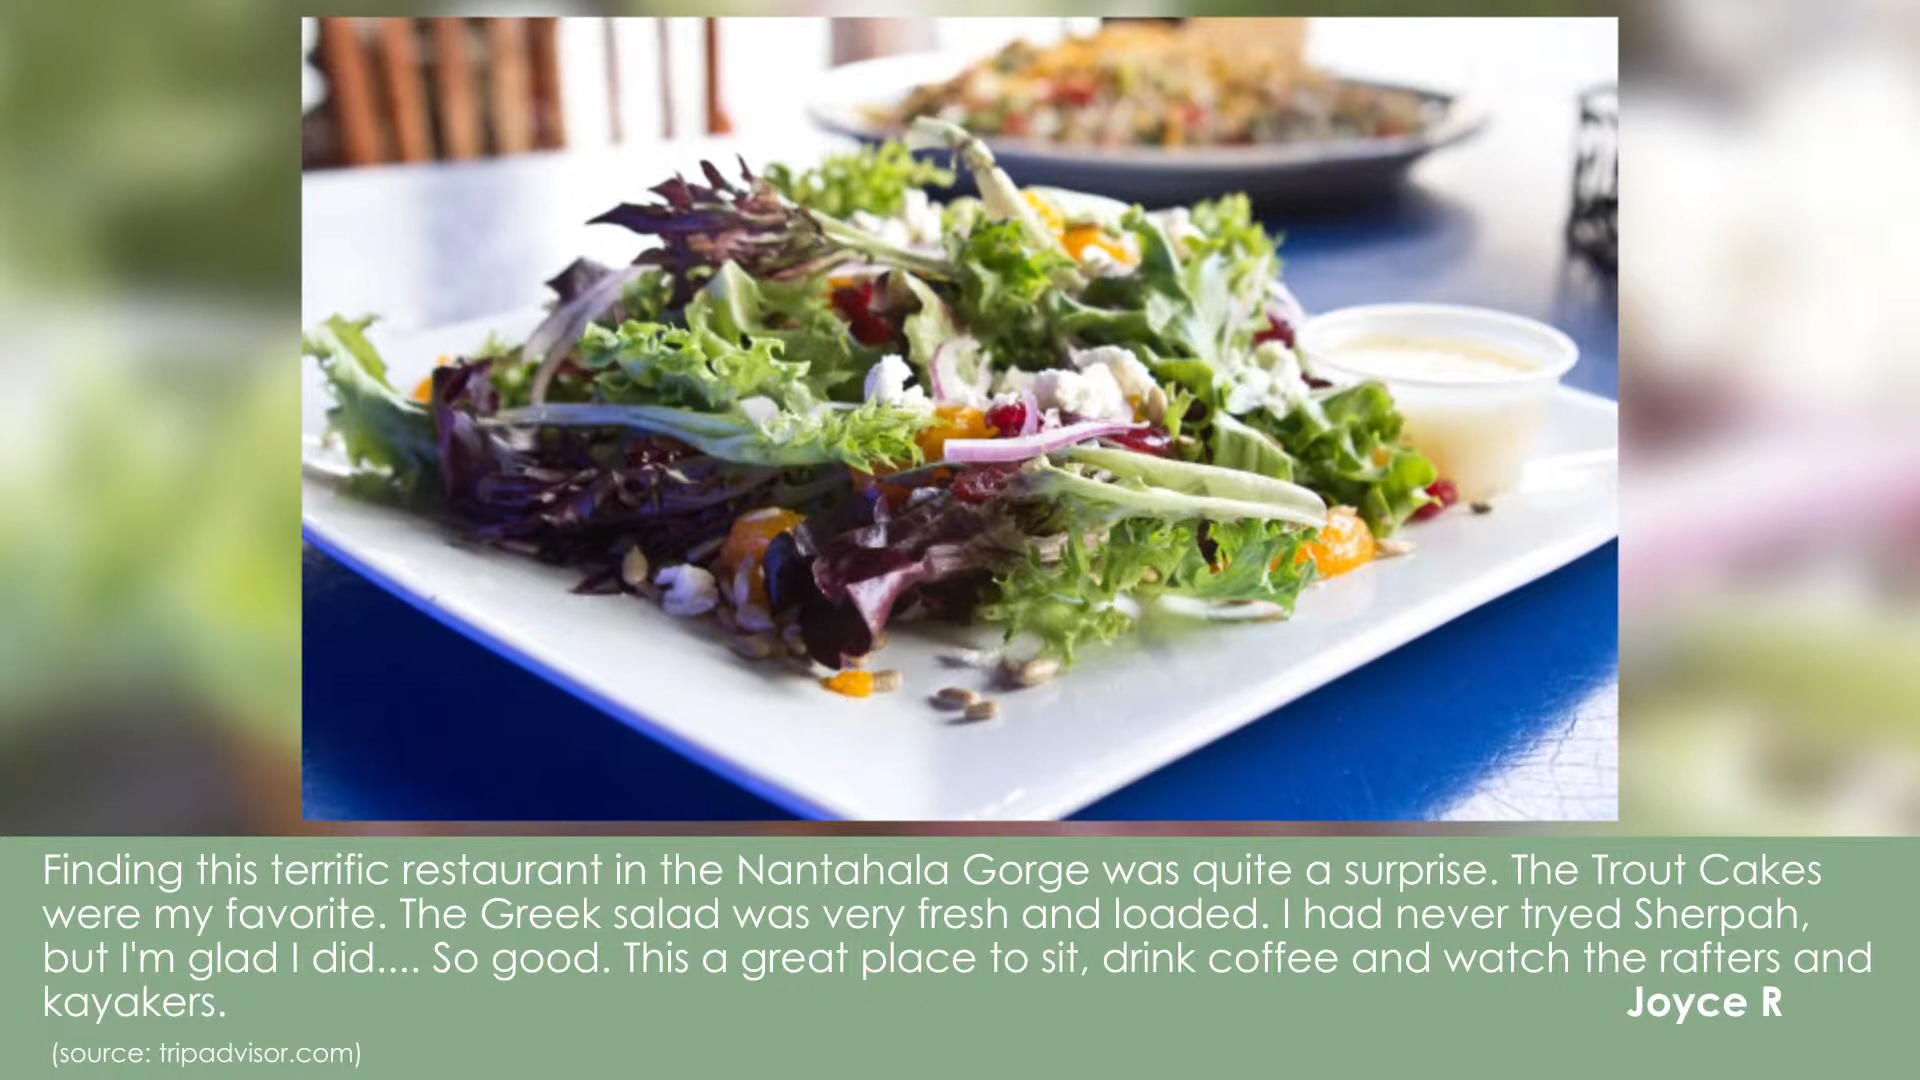 Finding this terrific restaurant in the Nantahala Gorge was quite a surprise. The Trout Cakes
were my favorite. The Greek salad was very fresh and loaded. I had never tryed Sherpah,
but I'm glad I did.... So good. This a great place to sit, drink coffee and watch the rafters and
kayakers. Joyce R
(source: tripadvisor.com)